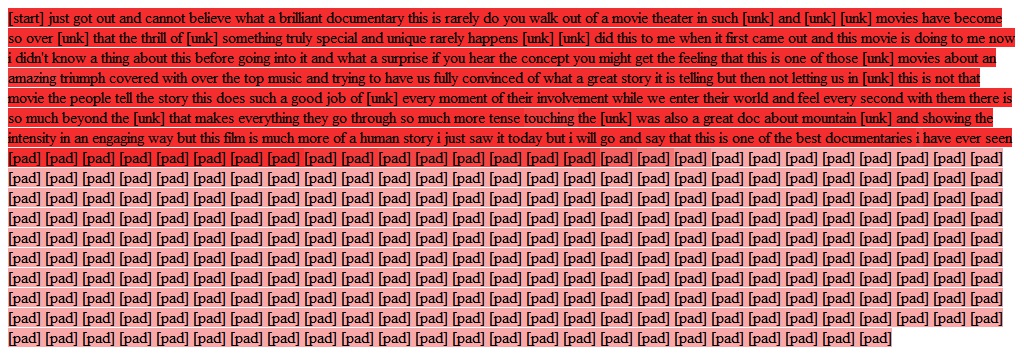 [start] just got out and cannot believe what a brilliant documentary this is rarely do you walk out of a movie theater in such [unk] and [unk] [unk] movies have become
so over [unk] that the thrill of [unk] something truly special and unique rarely happens [unk] [unk] did this to me when it first came out and this movie is doing to me now
i didn't know a thing about this before going into it and what a surprise if you hear the concept you might get the feeling that this is one of those [unk] movies about an
amazing triumph covered with over the top music and trying to have us fully convinced of what a great story it is telling but then not letting us in [unk] this is not that
movie the people tell the story this does such a good job of [unk] every moment of their involvement while we enter their world and feel every second with them there is
so much beyond the [unk] that makes everything they go through so much more tense touching the [unk] was also a great doc about mountain [unk] and showing the
intensity in an engaging way but this film is much more of a human story i just saw it today but i will go and say that this is one of the best documentaries i have ever seen
[pad] [pad] [pad] [pad] [pad] [pad] [pad] [pad] [pad] [pad] [pad] [pad] [pad] [pad] [pad] [pad] [pad] [pad] [pad] [pad] [pad] [pad] [pad] [pad] [pad] [pad] [pad]
[pad] [pad] [pad] [pad] [pad] [pad] [pad] [pad] [pad] [pad] [pad] [pad] [pad] [pad] [pad] [pad] [pad] [pad] [pad] [pad] [pad] [pad] [pad] [pad] [pad] [pad] [pad]
[pad] [pad] [pad] [pad] [pad] [pad] [pad] [pad] [pad] [pad] [pad] [pad] [pad] [pad] [pad] [pad] [pad] [pad] [pad] [pad] [pad] [pad] [pad] [pad] [pad] [pad] [pad]
[pad] [pad] [pad] [pad] [pad] [pad] [pad] [pad] [pad] [pad] [pad] [pad] [pad] [pad] [pad] [pad] [pad] [pad] [pad] [pad] [pad] [pad] [pad] [pad] [pad] [pad] [pad]
[pad] [pad] [pad] [pad] [pad] [pad] [pad] [pad] [pad] [pad] [pad] [pad] [pad] [pad] [pad] [pad] [pad] [pad] [pad] [pad] [pad] [pad] [pad] [pad] [pad] [pad] [pad]
[pad] [pad] [pad] [pad] [pad] [pad] [pad] [pad] [pad] [pad] [pad] [pad] [pad] [pad] [pad] [pad] [pad] [pad] [pad] [pad] [pad] [pad] [pad] [pad] [pad] [pad] [pad]
[pad] [pad] [pad] [pad] [pad] [pad] [pad] [pad] [pad] [pad] [pad] [pad] [pad] [pad] [pad] [pad] [pad] [pad] [pad] [pad] [pad] [pad] [pad] [pad] [pad] [pad] [pad]
[pad] [pad] [pad] [pad] [pad] [pad] [pad] [pad] [pad] [pad] [pad] [pad] [pad] [pad] [pad] [pad] [pad] [pad] [pad] [pad] [pad] [pad] [pad] [pad] [pad] [pad] [pad]
[pad] [pad] [pad] [pad] [pad] [pad] [pad] [pad] [pad] [pad] [pad] [pad] [pad] [pad] [pad] [pad] [pad] [pad] [pad] [pad] [pad] [pad] [pad] [pad] [pad] [pad] [pad]
[pad] [pad] [pad] [pad] [pad] [pad] [pad] [pad] [pad] [pad] [pad] [pad] [pad] [pad] [pad] [pad] [pad] [pad] [pad] [pad] [pad] [pad] [pad] [pad]